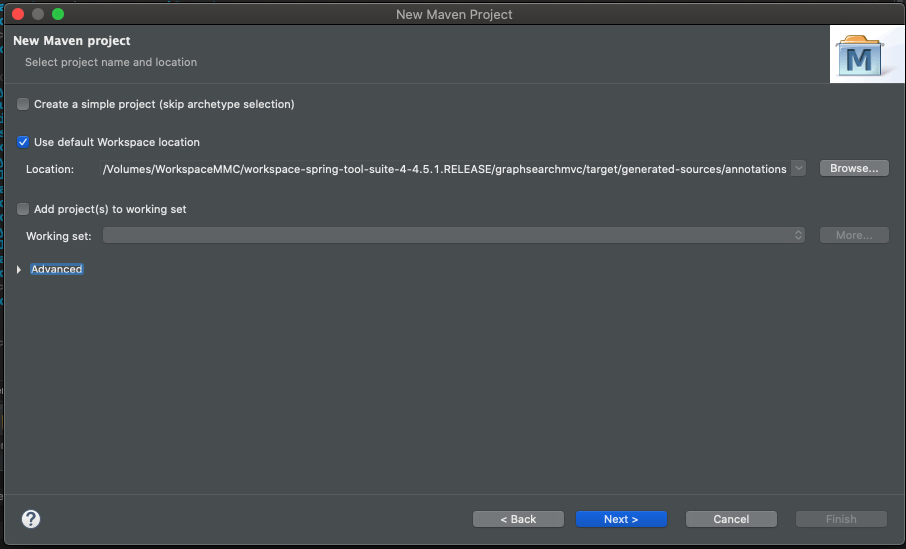 New Maven Project
New Maven project
Select project name and location
M
Create a simple project (skip archetype selection)
Use default Workspace location
Location: /Volumes/WorkspaceMMC/workspace-spring-tool-suite-4-4.5.1.RELEASE/graphsearchmvc/target/generated-sources/annotations Browse...
Add project(s) to working set
Working set: More...
Advanced
? < Back Next > Cancel Finish